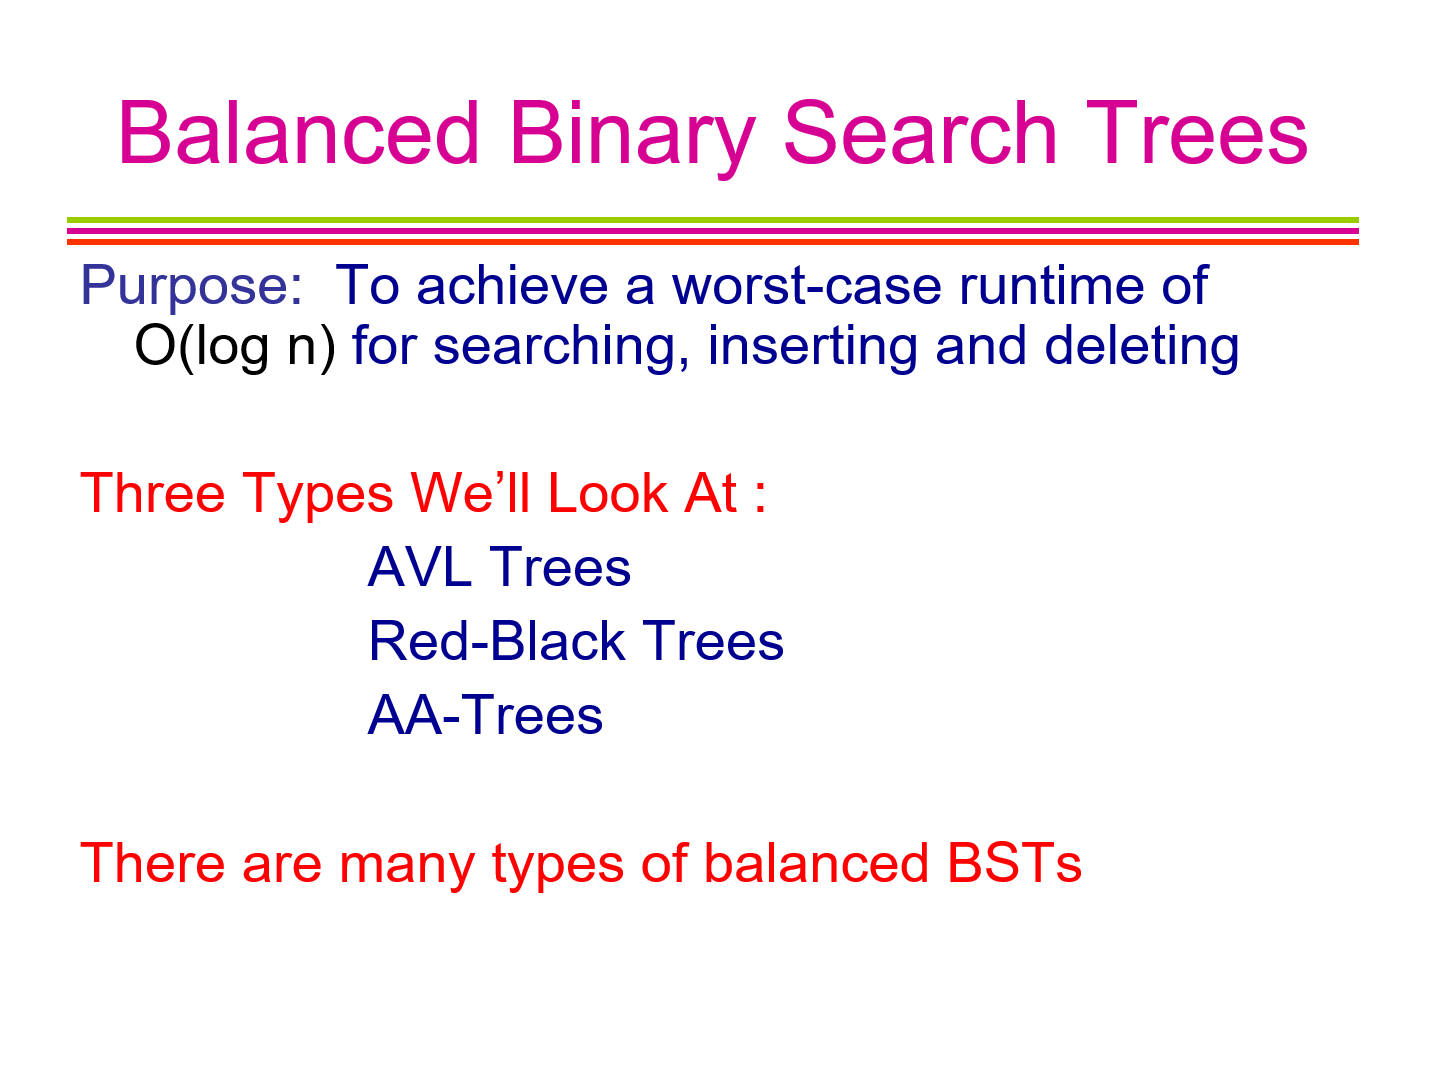 Balanced Binary Search Trees
Purpose:  To achieve a worst-case runtime of
O(log n) for searching, inserting and deleting
Three Types We’ll Look At :
AVL Trees
Red-Black Trees
AA-Trees
There are many types of balanced BSTs